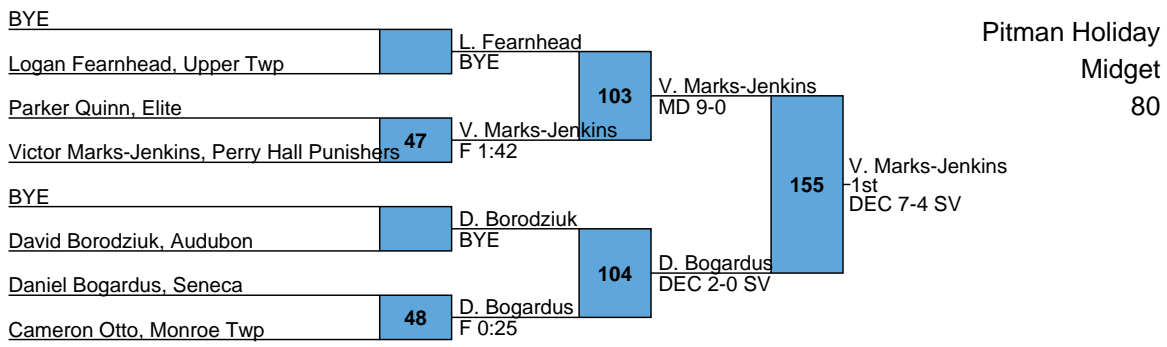 Pitman Holiday
Midget
80
BYE
Logan Fearnhead, Upper Twp
Parker Quinn, Elite
Victor Marks-Jenkins, Perry Hall Punishers
BYE
David Borodziuk, Audubon
Daniel Bogardus, Seneca
Cameron Otto, Monroe Twp
47
48
L. Fearnhead
BYE
V. Marks-Jenkins
F 1:42
D. Borodziuk
BYE
D. Bogardus
F 0:25
103
104
V. Marks-Jenkins
MD 9-0
D. Bogardus
DEC 2-0 SV
155
V. Marks-Jenkins
1st
DEC 7-4 SV